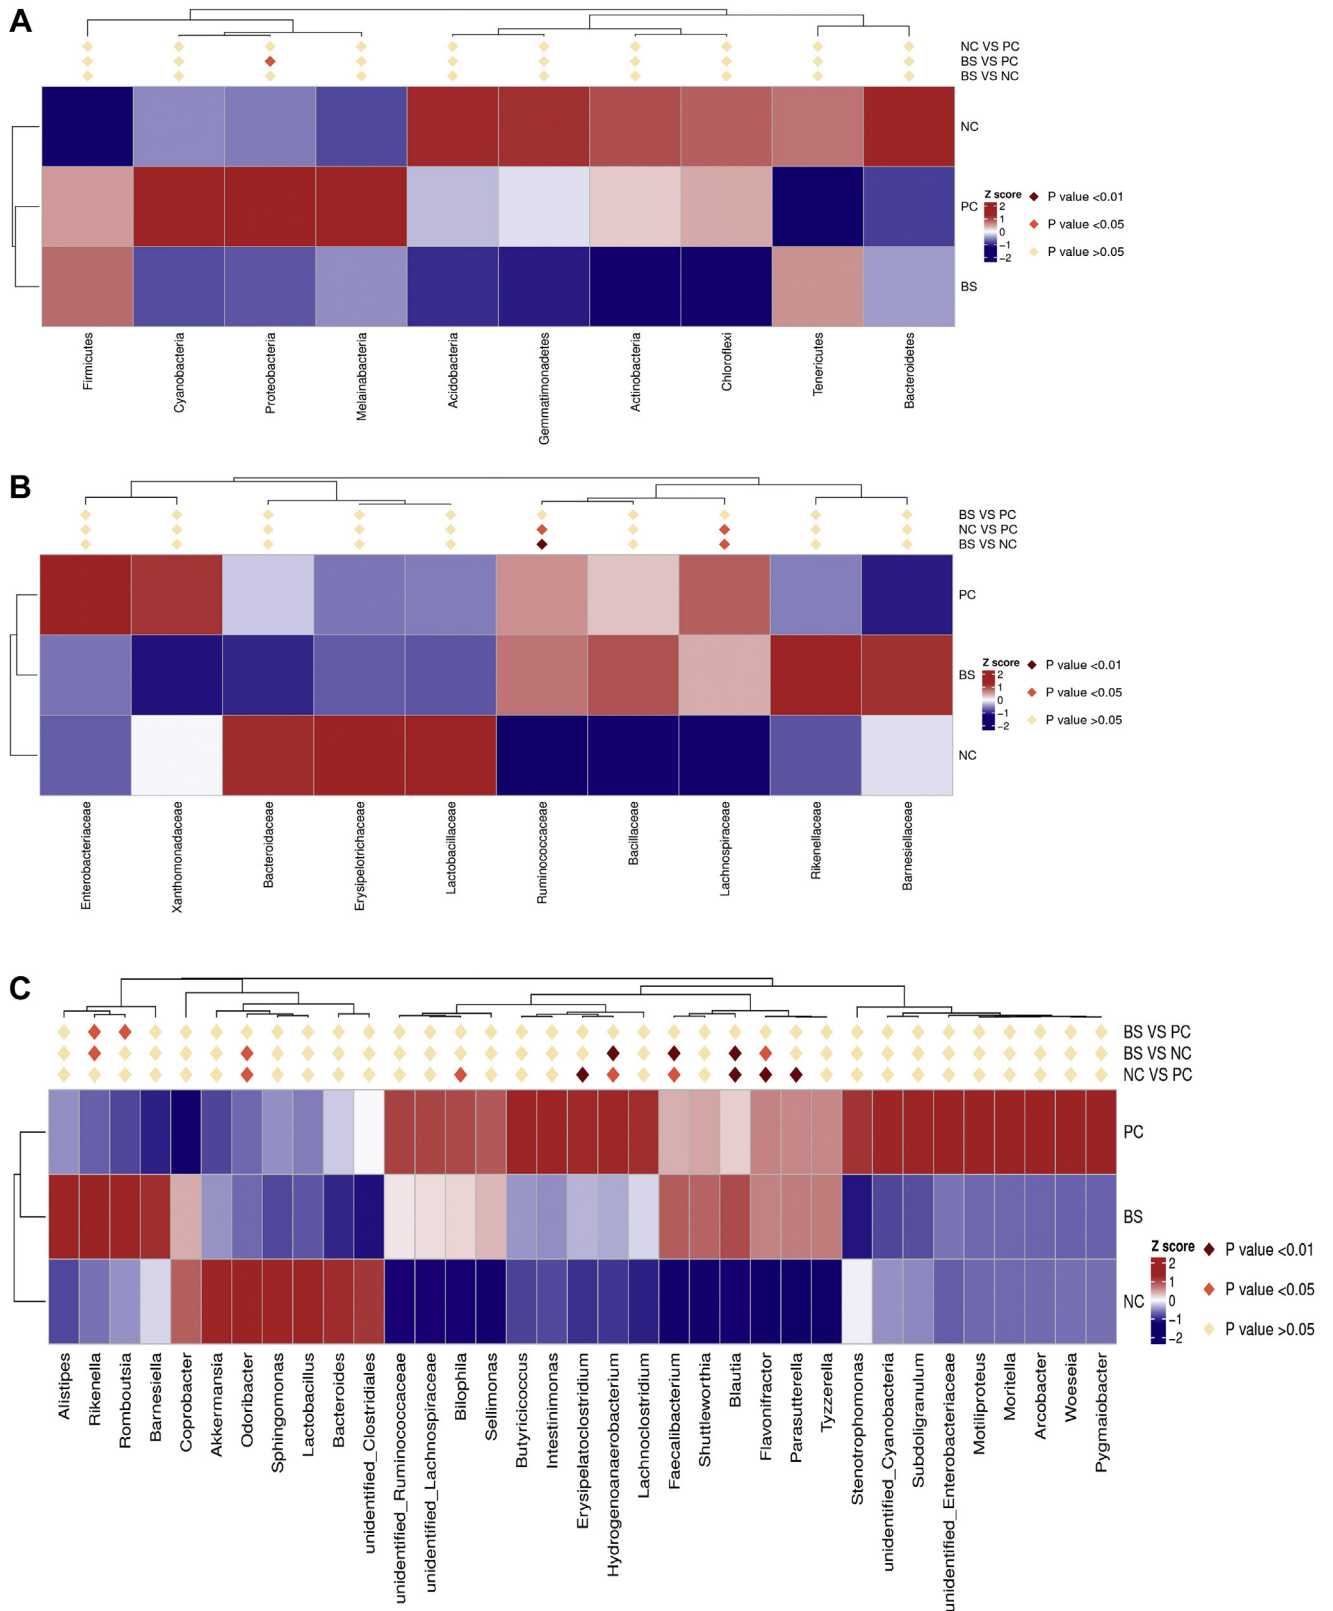 A
NC VS PC
BS VS PC
BS VS NC
NC
PC
BS
Z score
2
1
0
−1
−2
P value <0.01
P value <0.05
P value >0.05
Firmicutes
Cyanobacteria
Proteobacteria
Melainabacteria
Acidobacteria
Gemmatimonadetes
Actinobacteria
Chloroflexi
Tenericutes
Bacteroidetes
B
BS VS PC
NC VS PC
BS VS NC
PC
BS
NC
Z score
2
1
0
−1
−2
P value <0.01
P value <0.05
P value >0.05
Enterobacteriaceae
Xanthomonadaceae
Bacteroidaceae
Erysipelotrichaceae
Lactobacillaceae
Ruminococcaceae
Bacillaceae
Lachnospiraceae
Rikenellaceae
Barnesiellaceae
C
BS VS PC
BS VS NC
NC VS PC
PC
BS
NC
Z score
2
1
0
−1
−2
P value <0.01
P value <0.05
P value >0.05
Alistipes
Rikenella
Romboutsia
Barnesiella
Coprobacter
Akkermansia
Odoribacter
Sphingomonas
Lactobacillus
Bacteroides
unidentified_Clostridiales
unidentified_Ruminococcaceae
unidentified_Lachnospiraceae
Bilophila
Sellimonas
Butyricicoccus
Intestinimonas
Erysipelatoclostridium
Hydrogenoanaerobacterium
Lachnoclostridium
Faecalibacterium
Shuttleworthia
Blautia
Flavonifractor
Parasutterella
Tyzzerella
Stenotrophomonas
unidentified_Cyanobacteria
Subdoligranulum
unidentified_Enterobacteriaceae
Motiliproteus
Moritella
Arcobacter
Woeseia
Pygmaiobacter